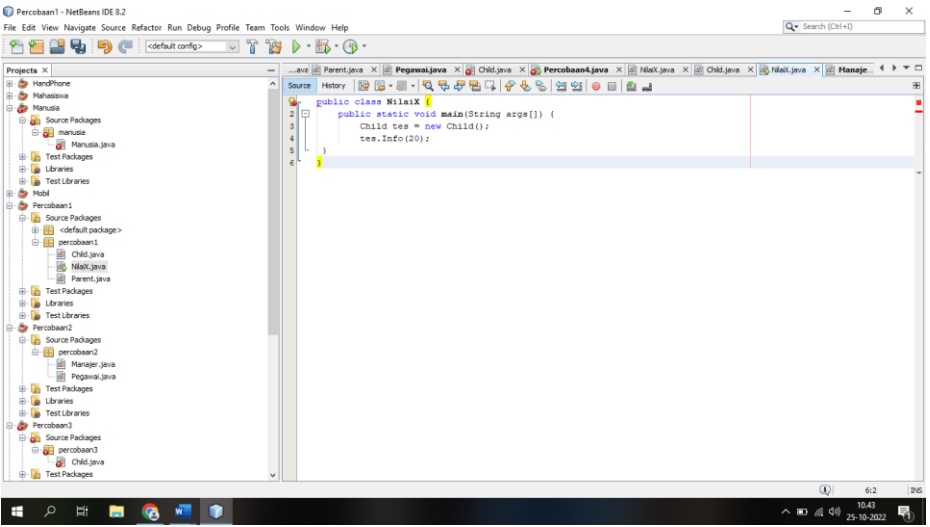 Percobaan1 - NetBeans IDE 8.2
File Edit View Navigate Source Refactor Run Debug Profile Team Tools Window Help
Search (Ctrl+I)
<default config>
Projects
...ava Parent.java Pegawai.java Child.java Percobaan4.java NilaiX.java Child.java NilaiX.java Manaje...
Source History
HandPhone
Mahasiswa
Manusia
Source Packages
manusia
Manusia.java
Test Packages
Libraries
Test Libraries
Mobil
Percobaan1
Source Packages
<default package>
percobaan1
Child.java
NilaiX.java
Parent.java
Test Packages
Libraries
Test Libraries
Percobaan2
Source Packages
percobaan2
Manajer.java
Pegawai.java
Test Packages
Libraries
Test Libraries
Percobaan3
Source Packages
percobaan3
Child.java
Test Packages
public class NilaiX {
2 public static void main(String args[]) {
3 Child tes = new Child();
4 tes.Info(20);
5 }
6 }
6:2 INS
10.43
25-10-2022